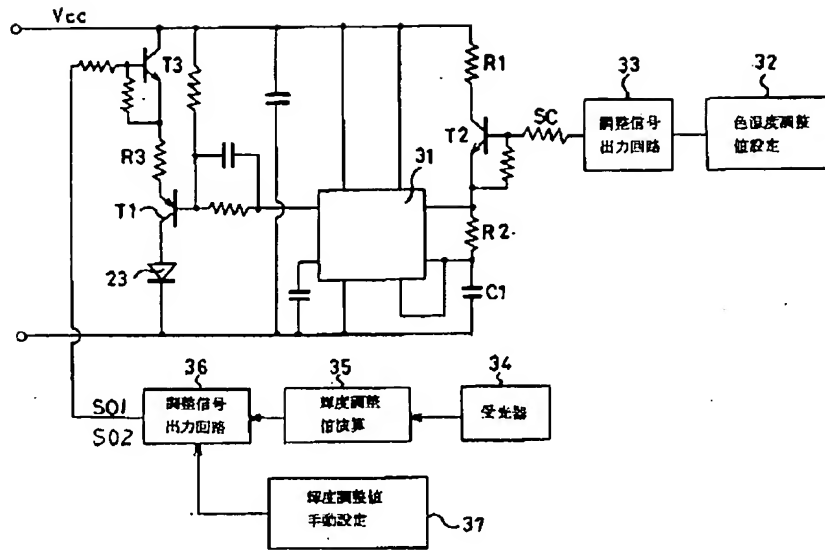 Vcc
T3
R1
33
32
SC
調整信号
出力回路
色温度調整
値設定
T2
31
R3
T1
R2
23
C1
36
35
34
S01
S02
調整信号
出力回路
輝度調整
値演算
受光器
輝度調整値
手動設定
37